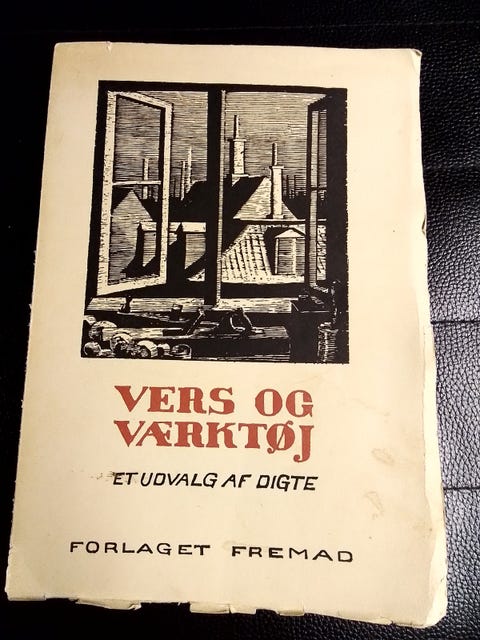 VERS OG
VÆRKTØJ
ET UDVALG AF DIGTE
FORLAGET FREMAD